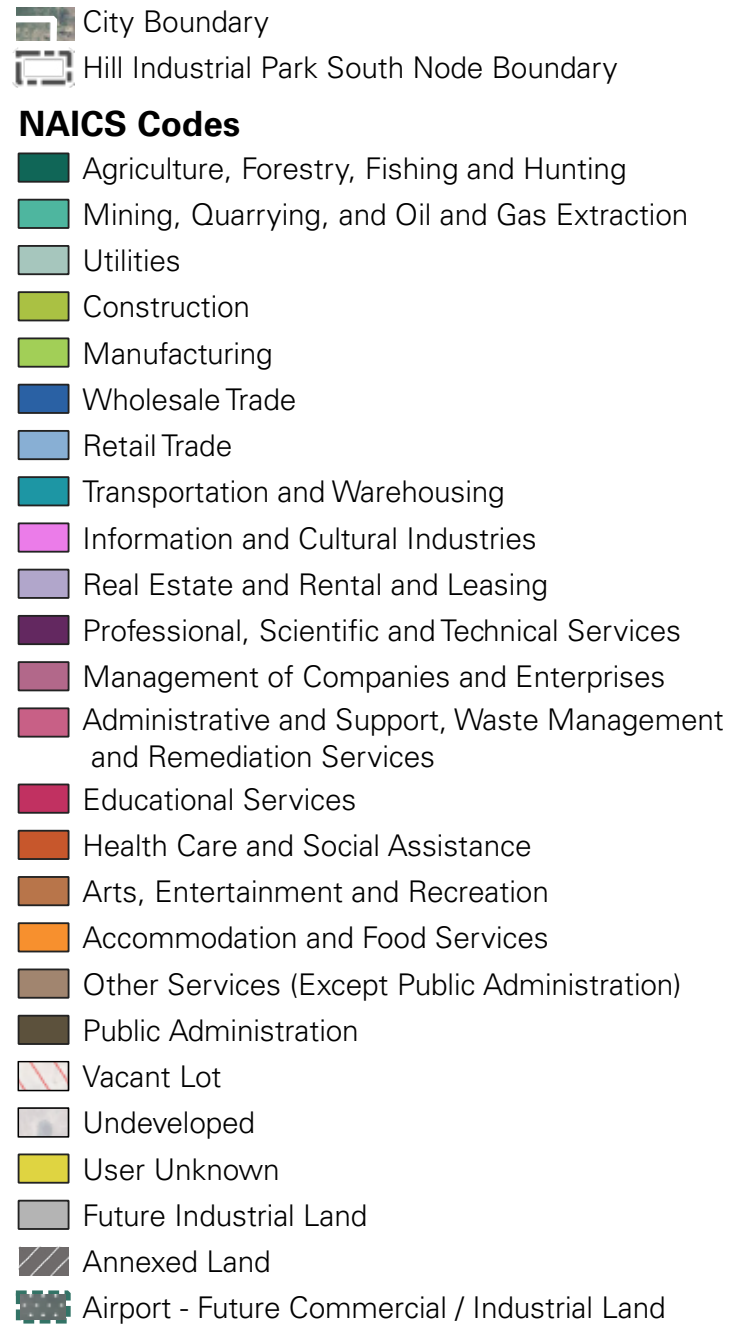 City Boundary
Hill Industrial Park South Node Boundary
NAICS Codes
Agriculture, Forestry, Fishing and Hunting
Mining, Quarrying, and Oil and Gas Extraction
Utilities
Construction
Manufacturing
Wholesale Trade
Retail Trade
Transportation and Warehousing
Information and Cultural Industries
Real Estate and Rental and Leasing
Professional, Scientific and Technical Services
Management of Companies and Enterprises
Administrative and Support, Waste Management
and Remediation Services
Educational Services
Health Care and Social Assistance
Arts, Entertainment and Recreation
Accommodation and Food Services
Other Services (Except Public Administration)
Public Administration
Vacant Lot
Undeveloped
User Unknown
Future Industrial Land
Annexed Land
Airport - Future Commercial / Industrial Land